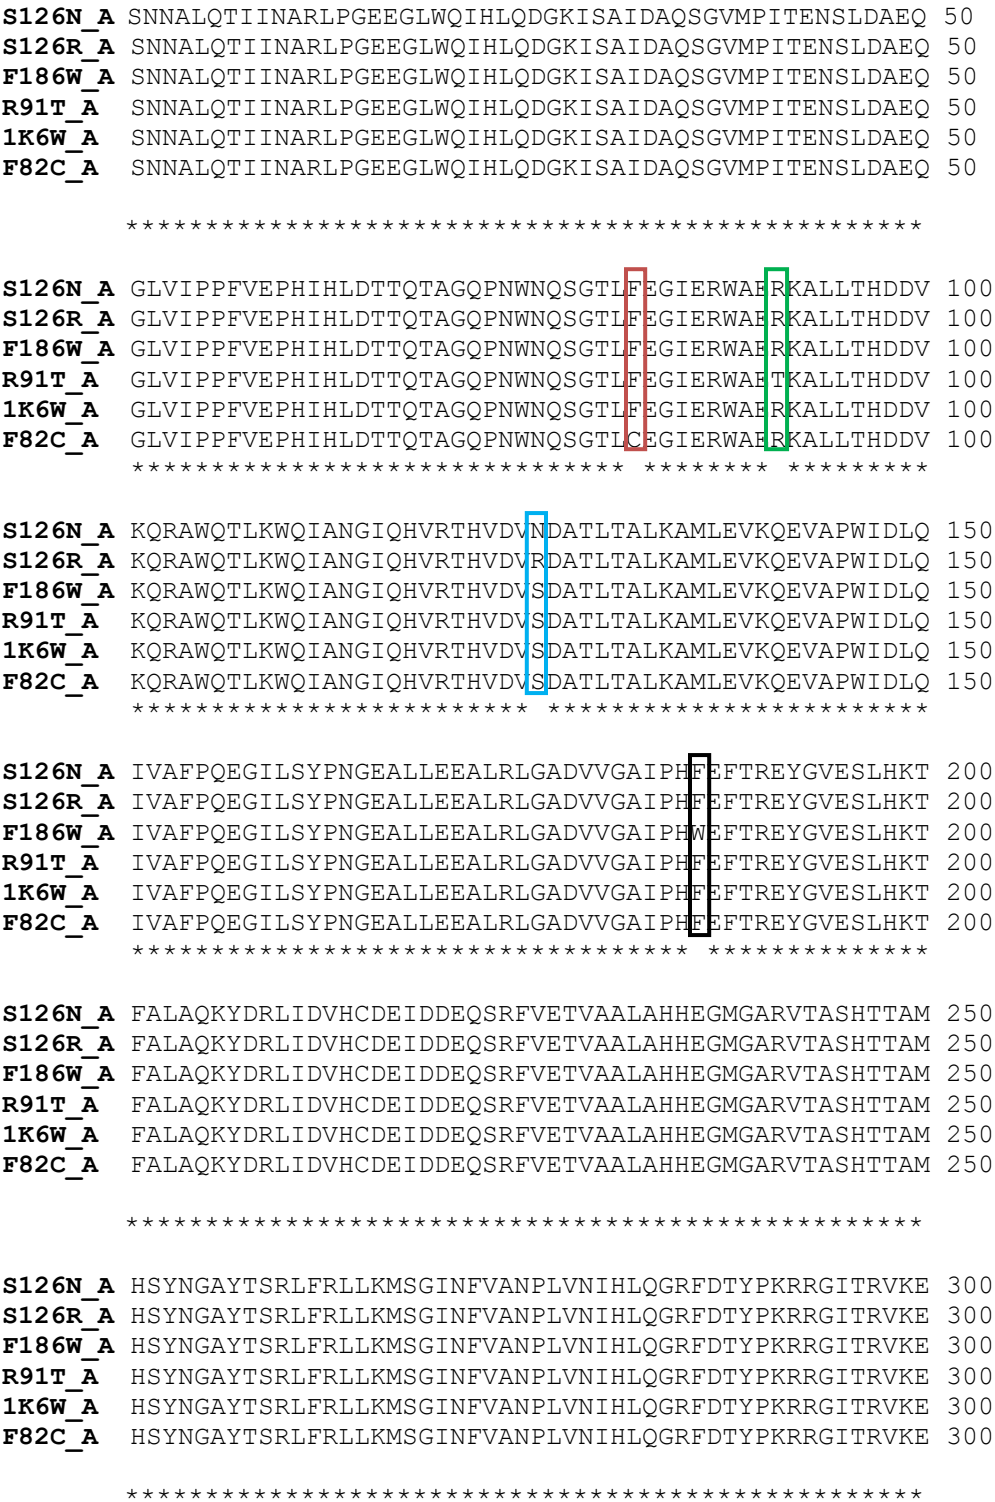 S126N_A SNNALQTIINARLPGEEGLWQIHLQDGKISAIDAQSGVMPITENSLDAEQ 50
S126R_A SNNALQTIINARLPGEEGLWQIHLQDGKISAIDAQSGVMPITENSLDAEQ 50
F186W_A SNNALQTIINARLPGEEGLWQIHLQDGKISAIDAQSGVMPITENSLDAEQ 50
R91T_A SNNALQTIINARLPGEEGLWQIHLQDGKISAIDAQSGVMPITENSLDAEQ 50
1K6W_A SNNALQTIINARLPGEEGLWQIHLQDGKISAIDAQSGVMPITENSLDAEQ 50
F82C_A SNNALQTIINARLPGEEGLWQIHLQDGKISAIDAQSGVMPITENSLDAEQ 50
**************************************************
S126N_A GLVIPPFVEPHIHLDTTQTAGQPNWNQSGTLFEGIERWAERKALLTHDDV 100
S126R_A GLVIPPFVEPHIHLDTTQTAGQPNWNQSGTLFEGIERWAERKALLTHDDV 100
F186W_A GLVIPPFVEPHIHLDTTQTAGQPNWNQSGTLFEGIERWAERKALLTHDDV 100
R91T_A GLVIPPFVEPHIHLDTTQTAGQPNWNQSGTLFEGIERWAETKALLTHDDV 100
1K6W_A GLVIPPFVEPHIHLDTTQTAGQPNWNQSGTLFEGIERWAERKALLTHDDV 100
F82C_A GLVIPPFVEPHIHLDTTQTAGQPNWNQSGTLCEGIERWAERKALLTHDDV 100
******************************* ******** *********
S126N_A KQRAWQTLKWQIANGIQHVRTHVDVNDATLTALKAMLEVKQEVAPWIDLQ 150
S126R_A KQRAWQTLKWQIANGIQHVRTHVDVRDATLTALKAMLEVKQEVAPWIDLQ 150
F186W_A KQRAWQTLKWQIANGIQHVRTHVDVSDATLTALKAMLEVKQEVAPWIDLQ 150
R91T_A KQRAWQTLKWQIANGIQHVRTHVDVSDATLTALKAMLEVKQEVAPWIDLQ 150
1K6W_A KQRAWQTLKWQIANGIQHVRTHVDVSDATLTALKAMLEVKQEVAPWIDLQ 150
F82C_A KQRAWQTLKWQIANGIQHVRTHVDVSDATLTALKAMLEVKQEVAPWIDLQ 150
************************* ************************
S126N_A IVAFPQEGILSYPNGEALLEEALRLGADVVGAIPHFEFTREYGVESLHKT 200
S126R_A IVAFPQEGILSYPNGEALLEEALRLGADVVGAIPHFEFTREYGVESLHKT 200
F186W_A IVAFPQEGILSYPNGEALLEEALRLGADVVGAIPHWEFTREYGVESLHKT 200
R91T_A IVAFPQEGILSYPNGEALLEEALRLGADVVGAIPHFEFTREYGVESLHKT 200
1K6W_A IVAFPQEGILSYPNGEALLEEALRLGADVVGAIPHFEFTREYGVESLHKT 200
F82C_A IVAFPQEGILSYPNGEALLEEALRLGADVVGAIPHFEFTREYGVESLHKT 200
*********************************** **************
S126N_A FALAQKYDRLIDVHCDEIDDEQSRFVETVAALAHHEGMGARVTASHTTAM 250
S126R_A FALAQKYDRLIDVHCDEIDDEQSRFVETVAALAHHEGMGARVTASHTTAM 250
F186W_A FALAQKYDRLIDVHCDEIDDEQSRFVETVAALAHHEGMGARVTASHTTAM 250
R91T_A FALAQKYDRLIDVHCDEIDDEQSRFVETVAALAHHEGMGARVTASHTTAM 250
1K6W_A FALAQKYDRLIDVHCDEIDDEQSRFVETVAALAHHEGMGARVTASHTTAM 250
F82C_A FALAQKYDRLIDVHCDEIDDEQSRFVETVAALAHHEGMGARVTASHTTAM 250
**************************************************
S126N_A HSYNGAYTSRLFRLLKMSGINFVANPLVNIHLQGRFDTYPKRRGITRVKE 300
S126R_A HSYNGAYTSRLFRLLKMSGINFVANPLVNIHLQGRFDTYPKRRGITRVKE 300
F186W_A HSYNGAYTSRLFRLLKMSGINFVANPLVNIHLQGRFDTYPKRRGITRVKE 300
R91T_A HSYNGAYTSRLFRLLKMSGINFVANPLVNIHLQGRFDTYPKRRGITRVKE 300
1K6W_A HSYNGAYTSRLFRLLKMSGINFVANPLVNIHLQGRFDTYPKRRGITRVKE 300
F82C_A HSYNGAYTSRLFRLLKMSGINFVANPLVNIHLQGRFDTYPKRRGITRVKE 300
**************************************************